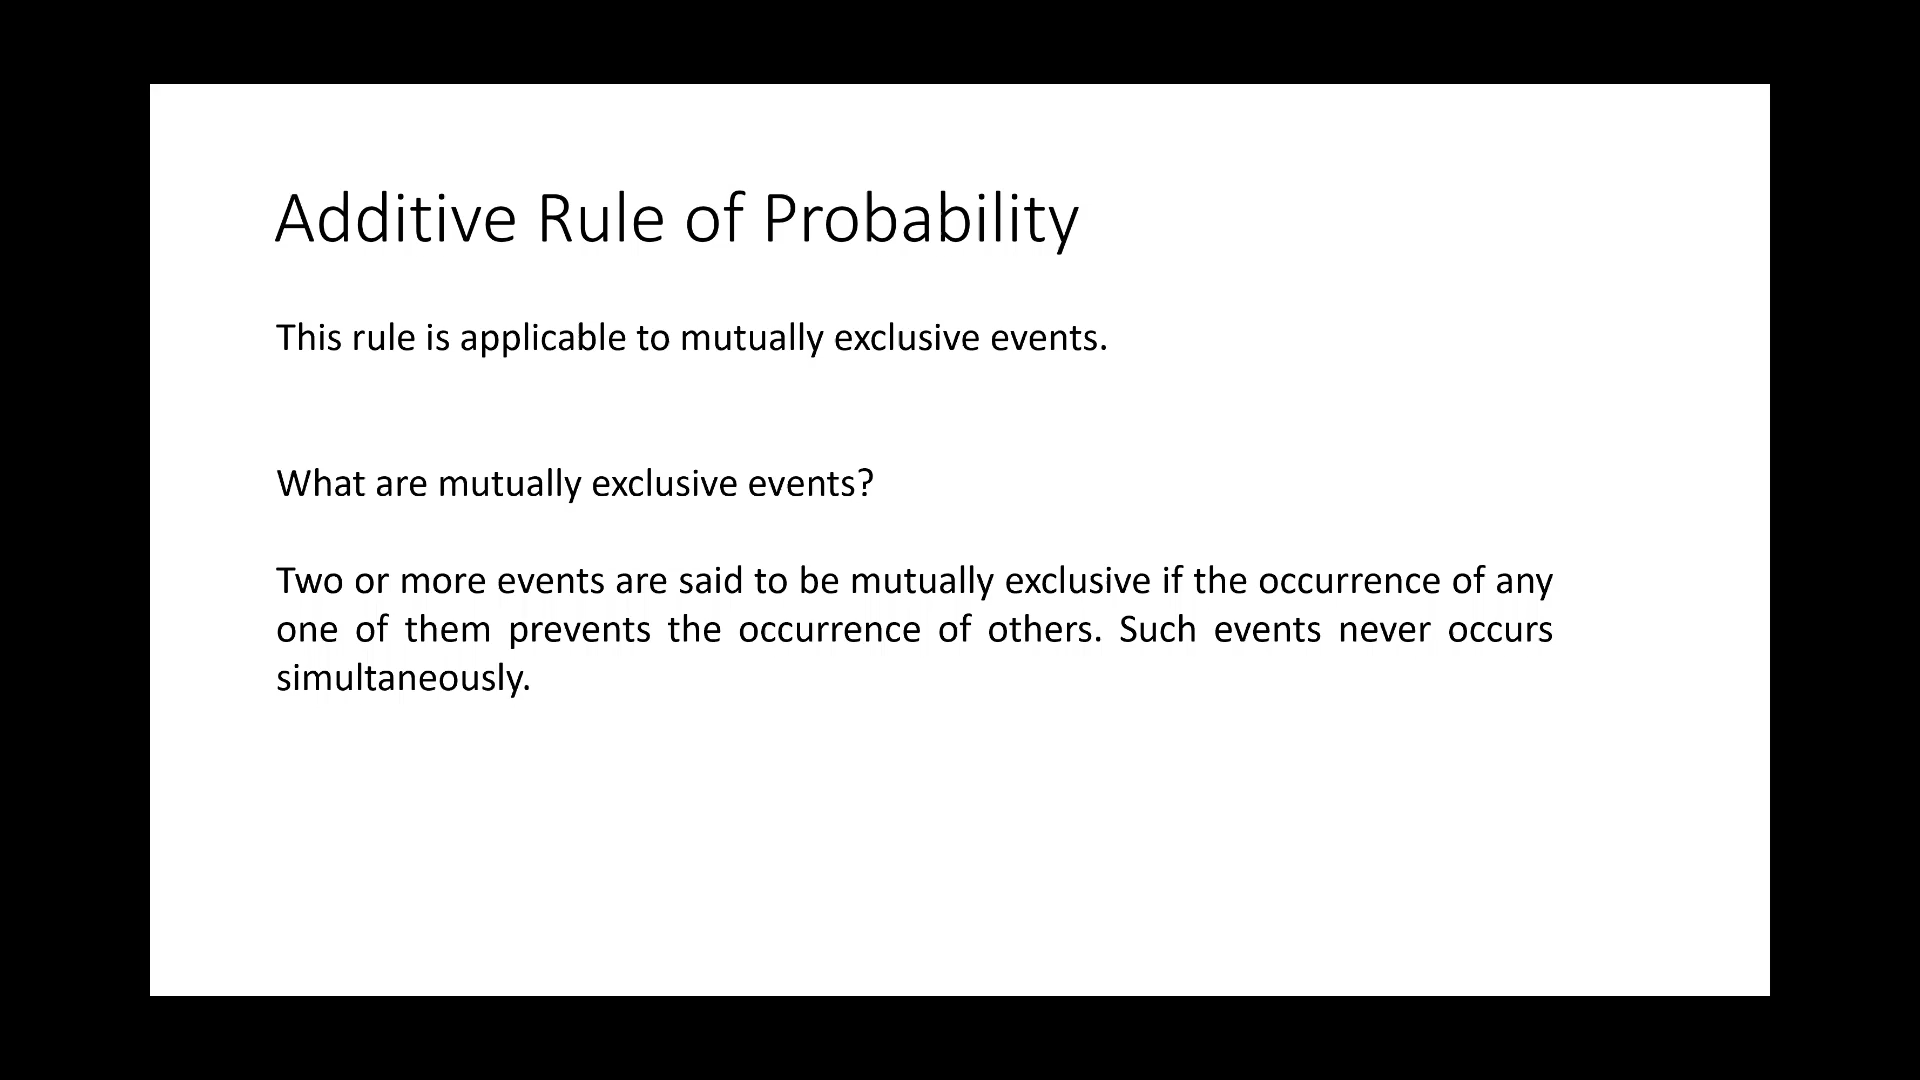 Additive Rule of Probability
This rule is applicable to mutually exclusive events.
What are mutually exclusive events?
Two or more events are said to be mutually exclusive if the occurrence of any
one of them prevents the occurrence of others. Such events never occurs
simultaneously.